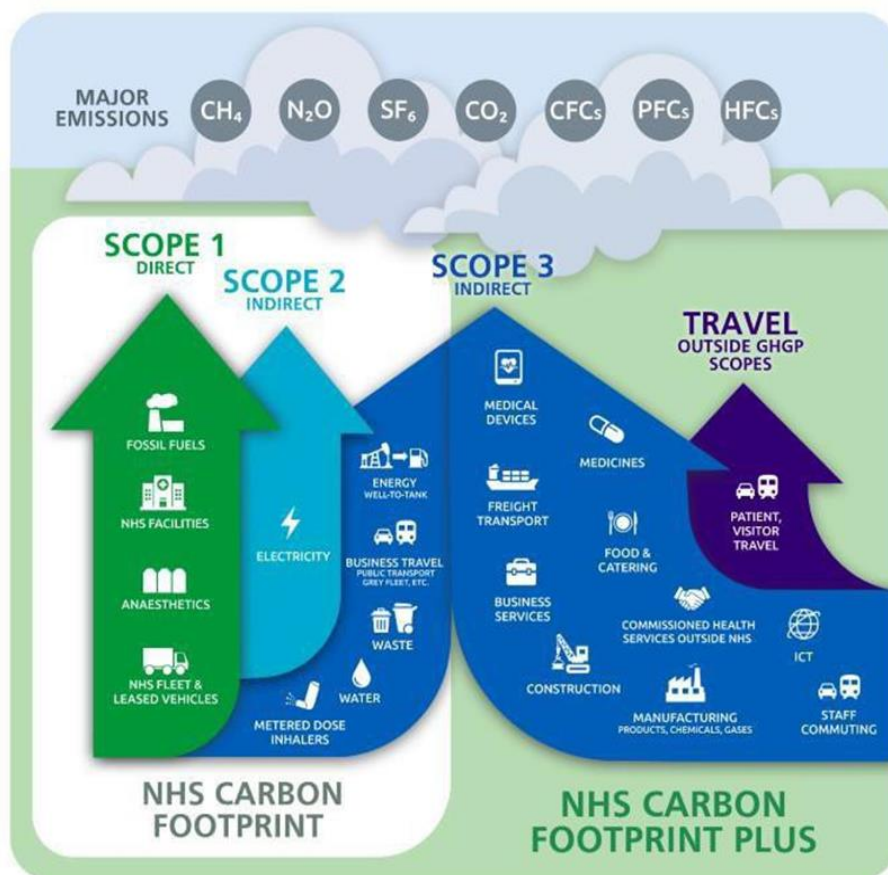 MAJOR
EMISSIONS
CH₄
N₂O
SF₆
CO₂
CFCs
PFCs
HFCs
SCOPE 1
DIRECT
SCOPE 2
INDIRECT
SCOPE 3
INDIRECT
TRAVEL
OUTSIDE GHGP
SCOPES
FOSSIL FUELS
NHS FACILITIES
ANAESTHETICS
NHS FLEET &
LEASED VEHICLES
ELECTRICITY
ENERGY
WELL-TO-TANK
BUSINESS TRAVEL
PUBLIC TRANSPORT
GREY FLEET, ETC.
WASTE
WATER
METERED DOSE
INHALERS
MEDICAL
DEVICES
MEDICINES
FREIGHT
TRANSPORT
FOOD &
CATERING
BUSINESS
SERVICES
COMMISSIONED HEALTH
SERVICES OUTSIDE NHS
CONSTRUCTION
MANUFACTURING
PRODUCTS, CHEMICALS, GASES
ICT
STAFF
COMMUTING
PATIENT,
VISITOR
TRAVEL
NHS CARBON
FOOTPRINT
NHS CARBON
FOOTPRINT PLUS